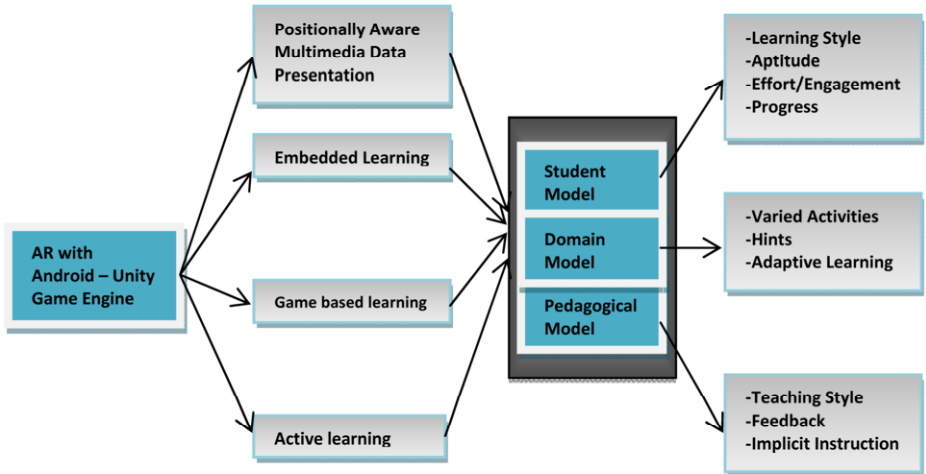 AR with
Android – Unity
Game Engine
Positionally Aware
Multimedia Data
Presentation
Embedded Learning
Game based learning
Active learning
Student
Model
Domain
Model
Pedagogical
Model
-Learning Style
-Aptitude
-Effort/Engagement
-Progress
-Varied Activities
-Hints
-Adaptive Learning
-Teaching Style
-Feedback
-Implicit Instruction